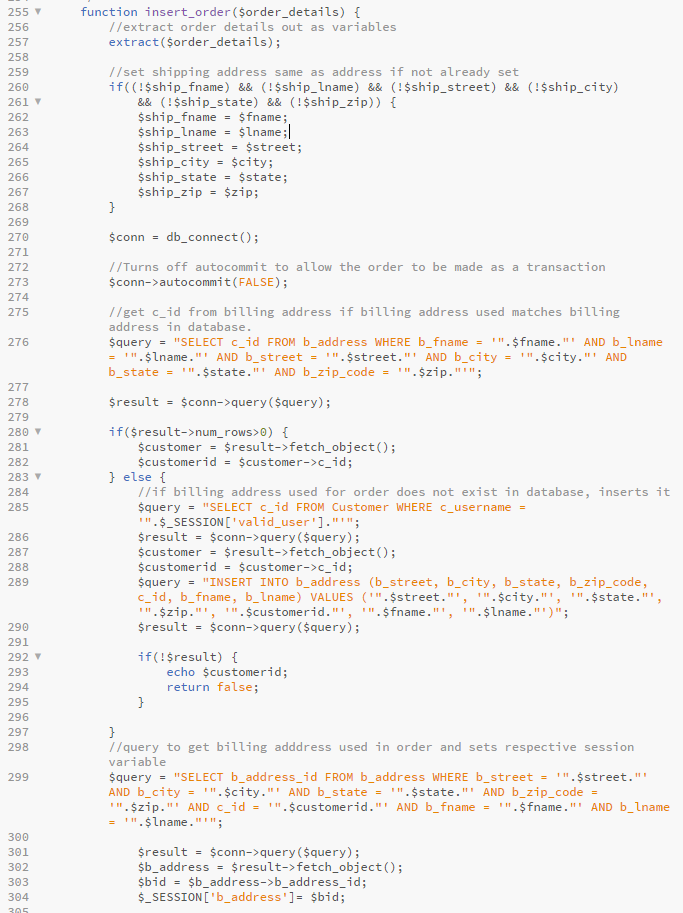 255 function insert_order($order_details) {
256 //extract order details out as variables
257 extract($order_details);
258
259 //set shipping address same as address if not already set
260 if((!$ship_fname) && (!$ship_lname) && (!$ship_street) && (!$ship_city)
261 && (!$ship_state) && (!$ship_zip)) {
262 $ship_fname = $fname;
263 $ship_lname = $lname;
264 $ship_street = $street;
265 $ship_city = $city;
266 $ship_state = $state;
267 $ship_zip = $zip;
268 }
269
270 $conn = db_connect();
271
272 //Turns off autocommit to allow the order to be made as a transaction
273 $conn->autocommit(FALSE);
274
275 //get c_id from billing address if billing address used matches billing
address in database.
276 $query = "SELECT c_id FROM b_address WHERE b_fname = '".$fname."' AND b_lname
= '".$lname."' AND b_street = '".$street."' AND b_city = '".$city."' AND
b_state = '".$state."' AND b_zip_code = '".$zip."'";
277
278 $result = $conn->query($query);
279
280 if($result->num_rows>0) {
281 $customer = $result->fetch_object();
282 $customerid = $customer->c_id;
283 } else {
284 //if billing address used for order does not exist in database, inserts it
285 $query = "SELECT c_id FROM Customer WHERE c_username =
'".$_SESSION['valid_user']."'";
286 $result = $conn->query($query);
287 $customer = $result->fetch_object();
288 $customerid = $customer->c_id;
289 $query = "INSERT INTO b_address (b_street, b_city, b_state, b_zip_code,
c_id, b_fname, b_lname) VALUES ('".$street."', '".$city."', '".$state."',
'".$zip."', '".$customerid."', '".$fname."', '".$lname."')";
290 $result = $conn->query($query);
291
292 if(!$result) {
293 echo $customerid;
294 return false;
295 }
296
297 }
298 //query to get billing adddress used in order and sets respective session
variable
299 $query = "SELECT b_address_id FROM b_address WHERE b_street = '".$street."'
AND b_city = '".$city."' AND b_state = '".$state."' AND b_zip_code =
'".$zip."' AND c_id = '".$customerid."' AND b_fname = '".$fname."' AND b_lname
= '".$lname."'";
300
301 $result = $conn->query($query);
302 $b_address = $result->fetch_object();
303 $bid = $b_address->b_address_id;
304 $_SESSION['b_address']= $bid;